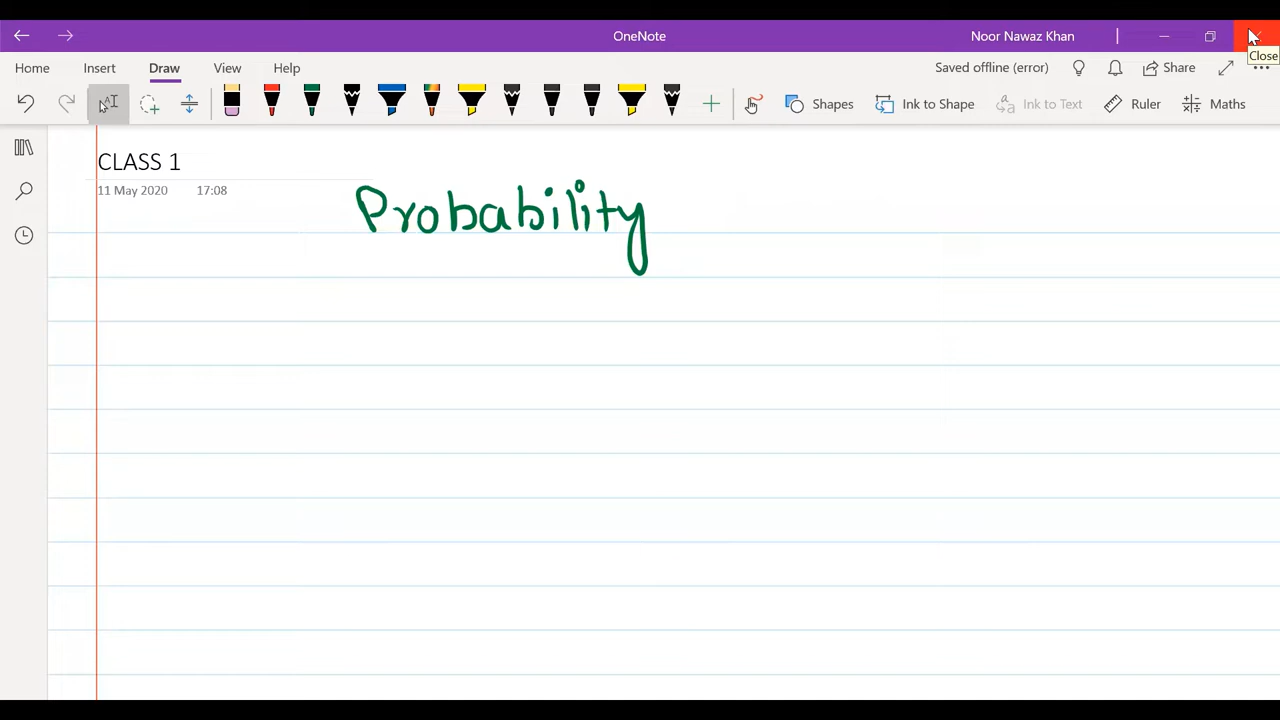 OneNote
Noor Nawaz Khan
Close
Home Insert Draw View Help
Saved offline (error)
Share
Shapes
Ink to Shape
Ink to Text
Ruler
Maths
CLASS 1
11 May 2020 17:08
Probability